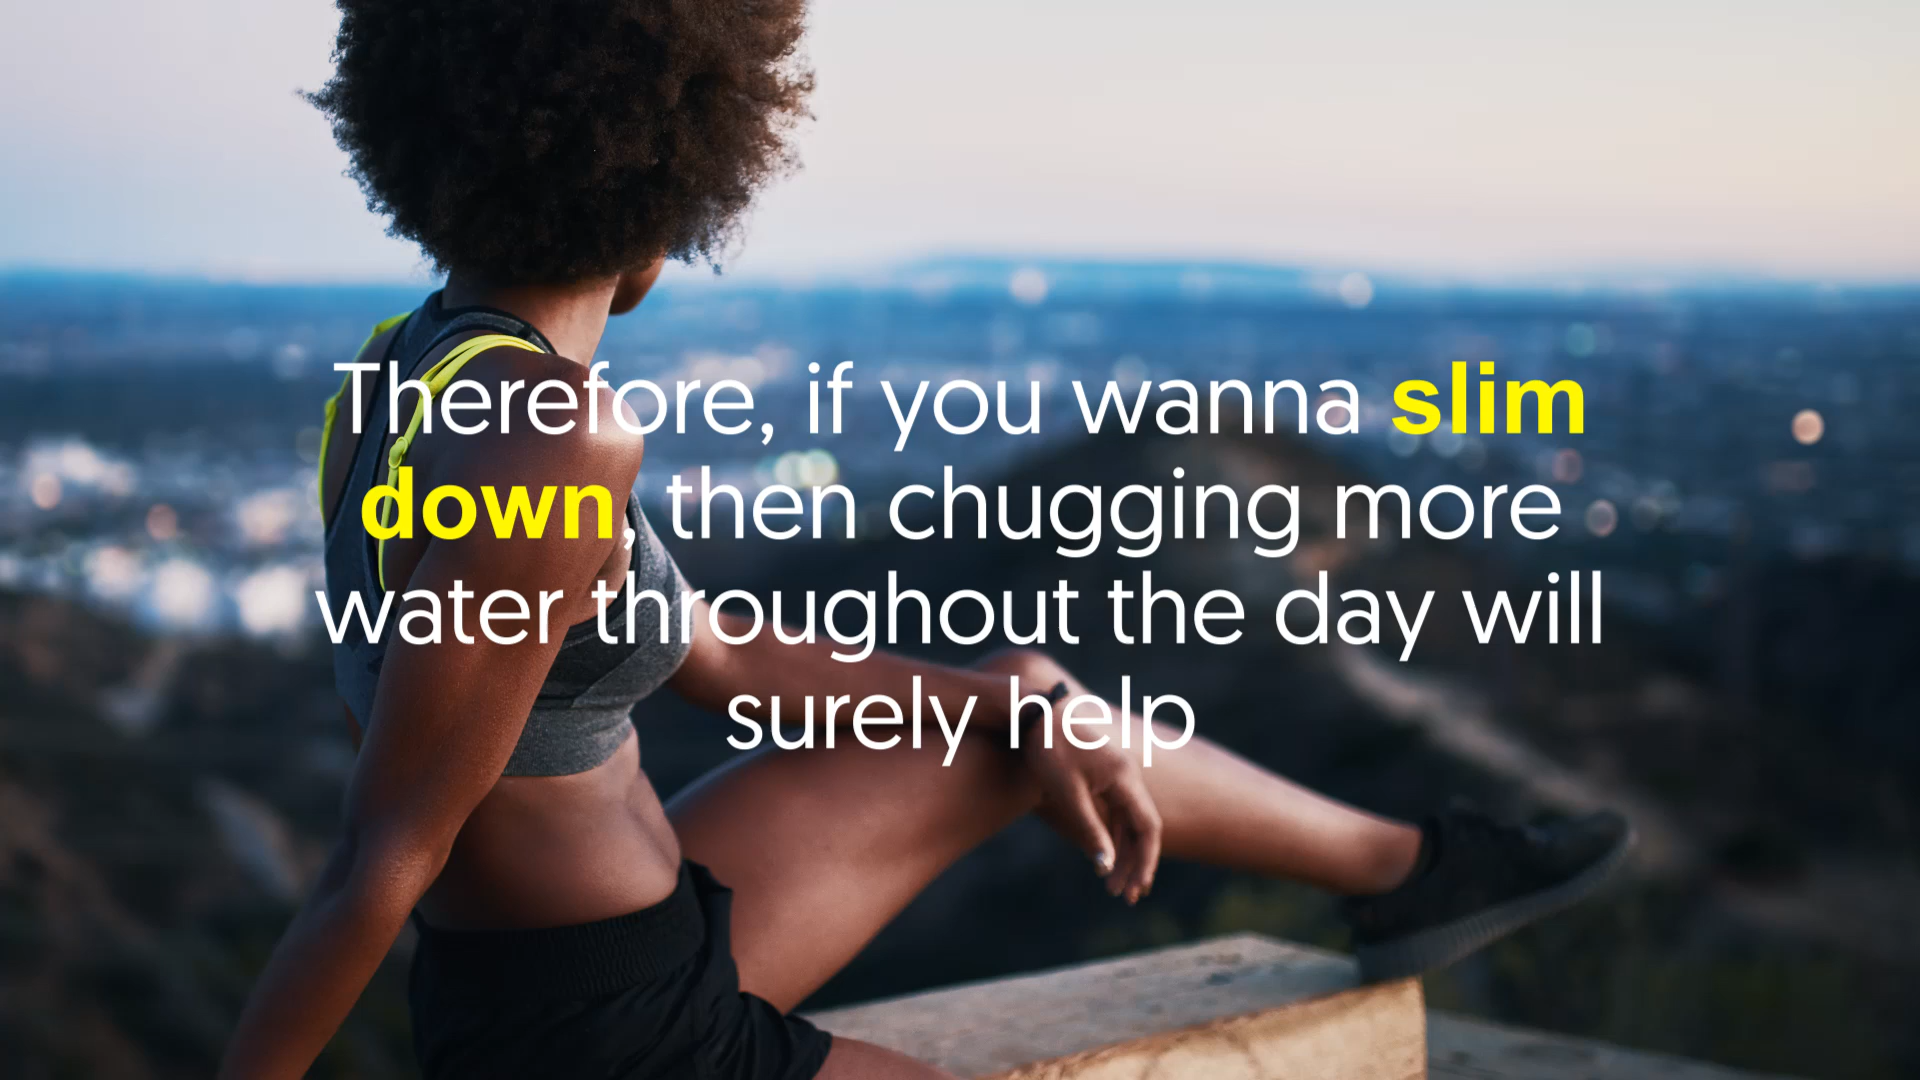 Therefore, if you wanna slim
down, then chugging more
water throughout the day will
surely help